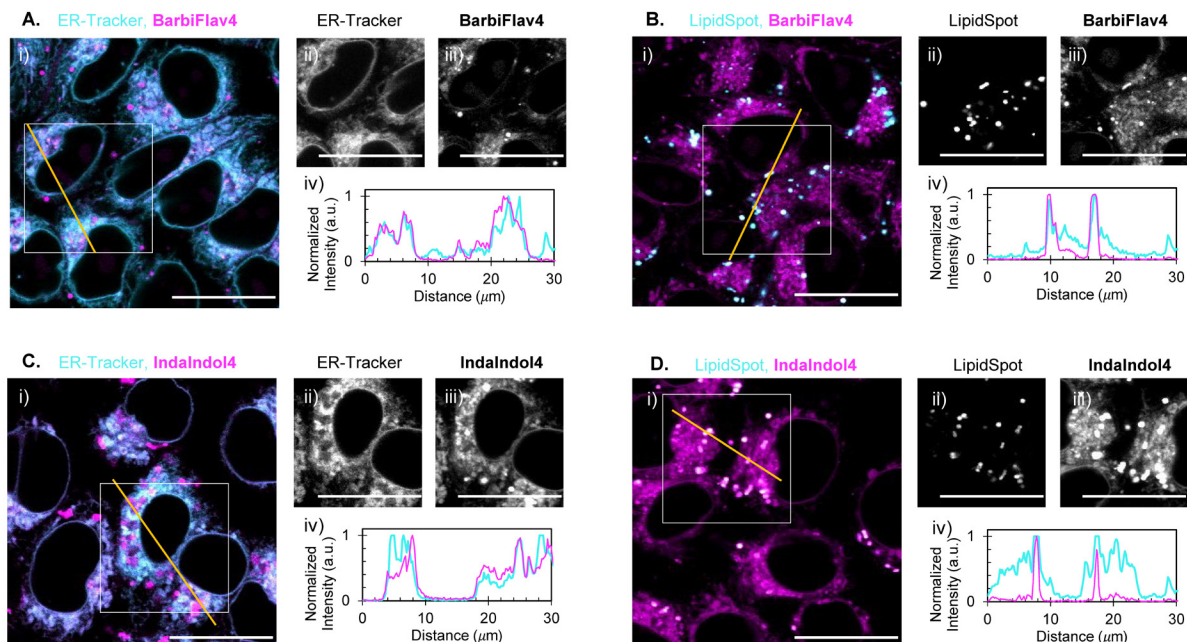 A. ER-Tracker, BarbiFlav4
ER-Tracker
BarbiFlav4
i)
ii)
iii)
iv)
Normalized
Intensity (a.u.)
1
0
0 10 20 30
Distance (μm)
B. LipidSpot, BarbiFlav4
LipidSpot
BarbiFlav4
i)
ii)
iii)
iv)
Normalized
Intensity (a.u.)
1
0
0 10 20 30
Distance (μm)
C. ER-Tracker, IndaIndol4
ER-Tracker
IndaIndol4
i)
ii)
iii)
iv)
Normalized
Intensity (a.u.)
1
0
0 10 20 30
Distance (μm)
D. LipidSpot, IndaIndol4
LipidSpot
IndaIndol4
i)
ii)
iii)
iv)
Normalized
Intensity (a.u.)
1
0
0 10 20 30
Distance (μm)